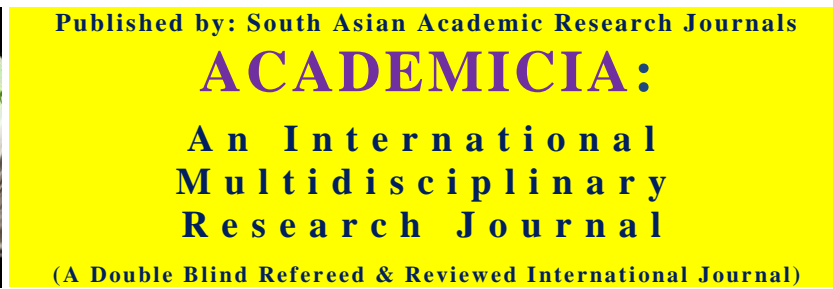 Published by: South Asian Academic Research Journals
ACADEMICIA:
An International
Multidisciplinary
Research Journal
(A Double Blind Refereed & Reviewed International Journal)